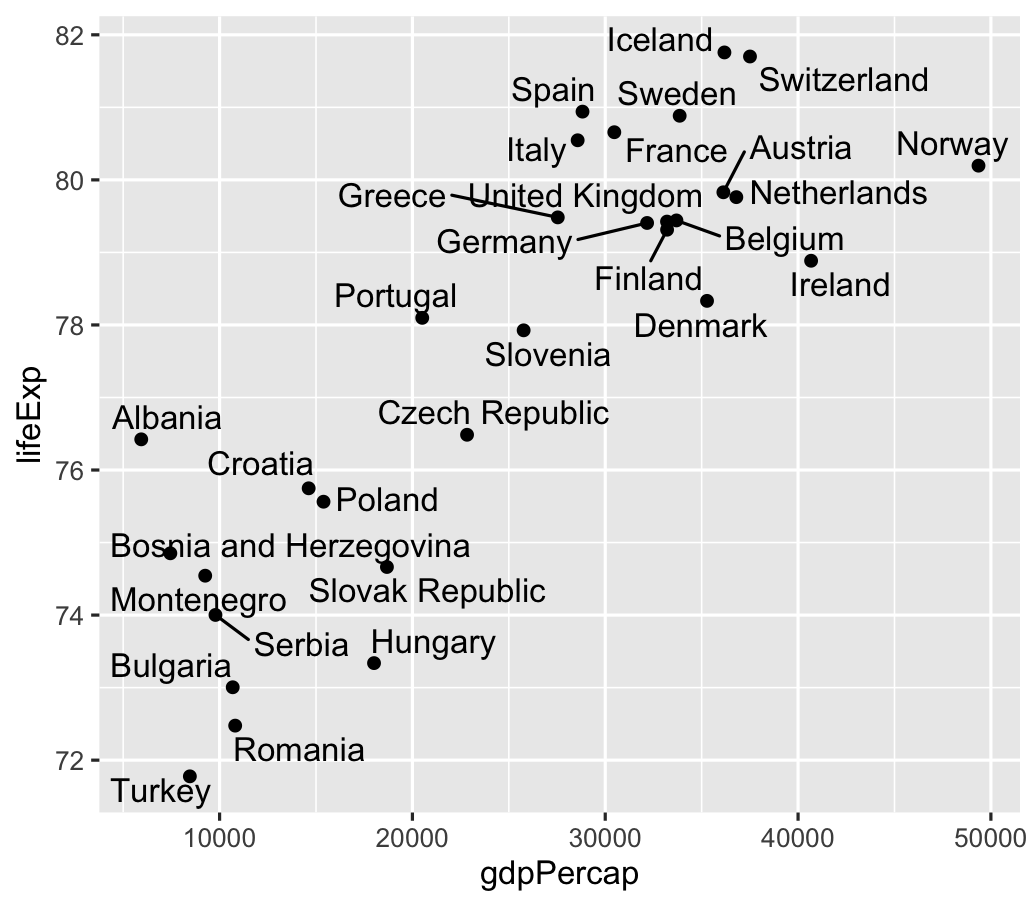 82
Iceland
Switzerland
Spain
Sweden
Italy
France
Austria
Norway
80
Greece
United Kingdom
Netherlands
Germany
Belgium
Finland
Ireland
Portugal
78
Denmark
Slovenia
lifeExp
Albania
Czech Republic
76
Croatia
Poland
Bosnia and Herzegovina
Slovak Republic
Montenegro
74
Serbia
Hungary
Bulgaria
Romania
72
Turkey
10000
20000
30000
40000
50000
gdpPercap